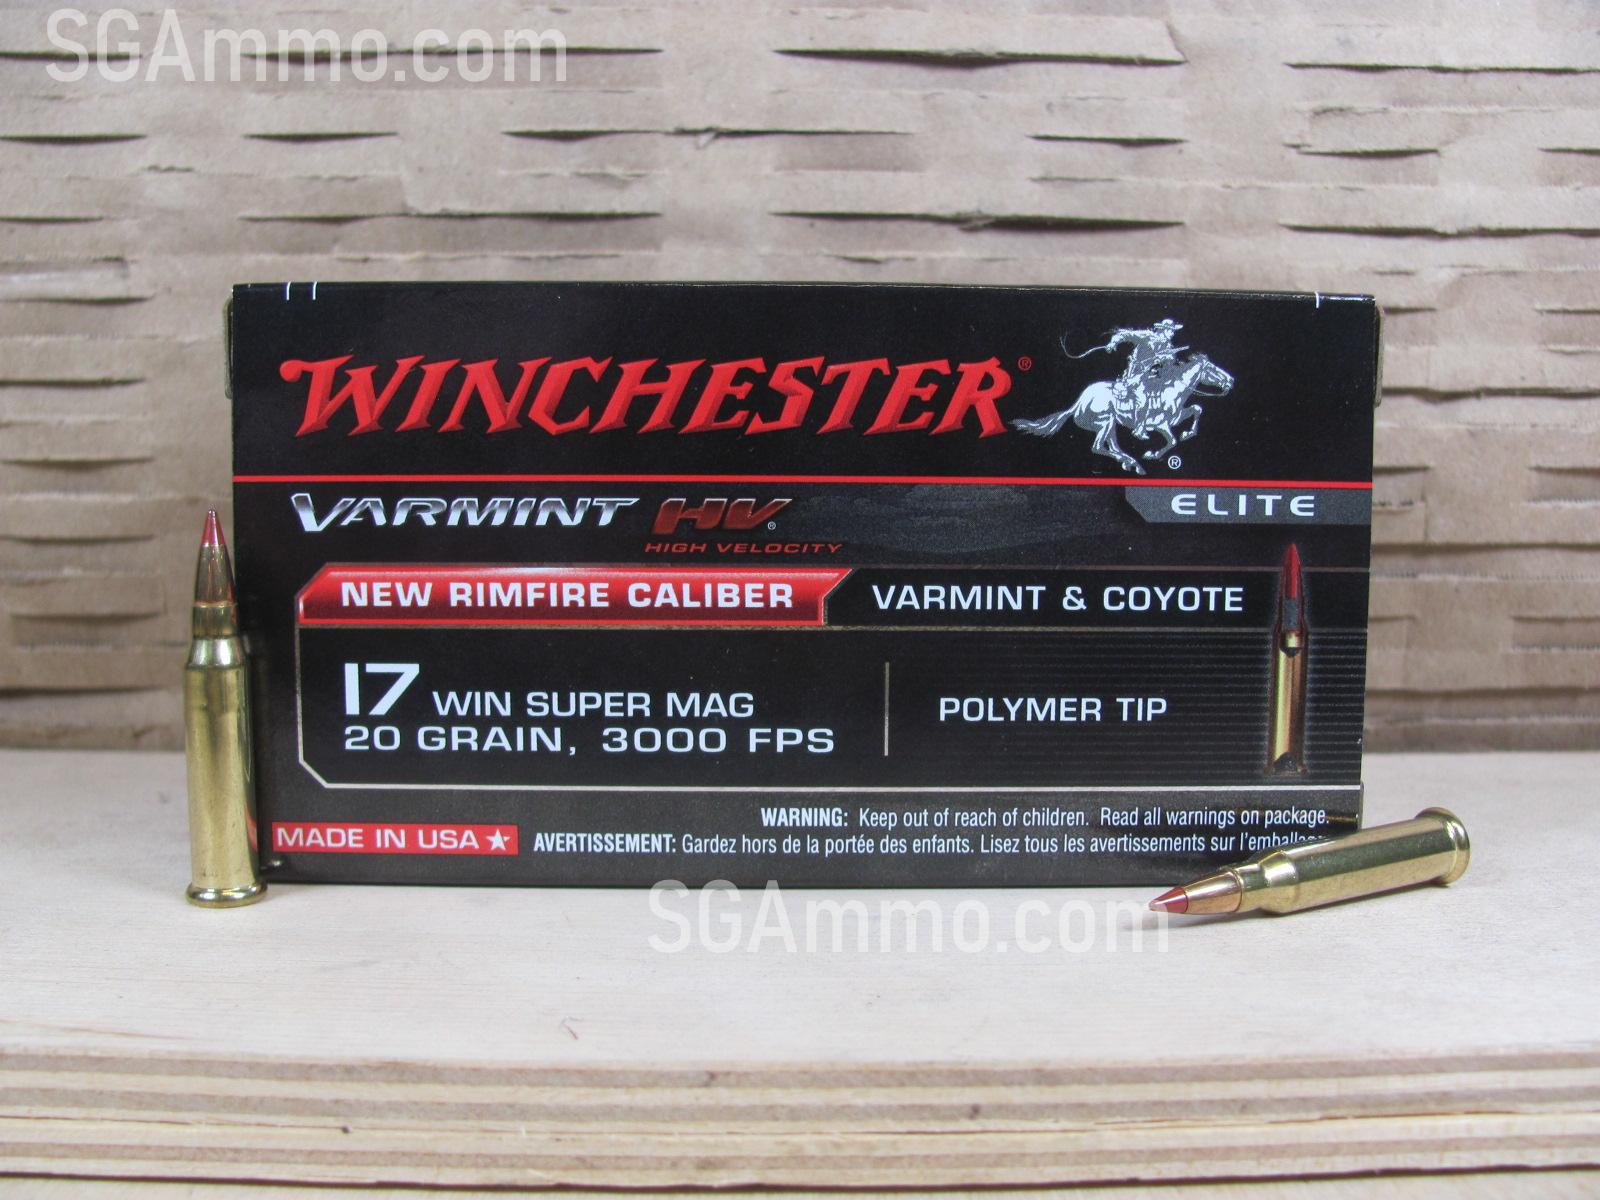 SGAmmo.com
WINCHESTER®
®
VARMINT HV®
HIGH VELOCITY
ELITE
NEW RIMFIRE CALIBER
VARMINT & COYOTE
17 WIN SUPER MAG
20 GRAIN, 3000 FPS
POLYMER TIP
WARNING: Keep out of reach of children. Read all warnings on package.
MADE IN USA
AVERTISSEMENT: Gardez hors de la portée des enfants. Lisez tous les avertissements sur
SGAmmo.com